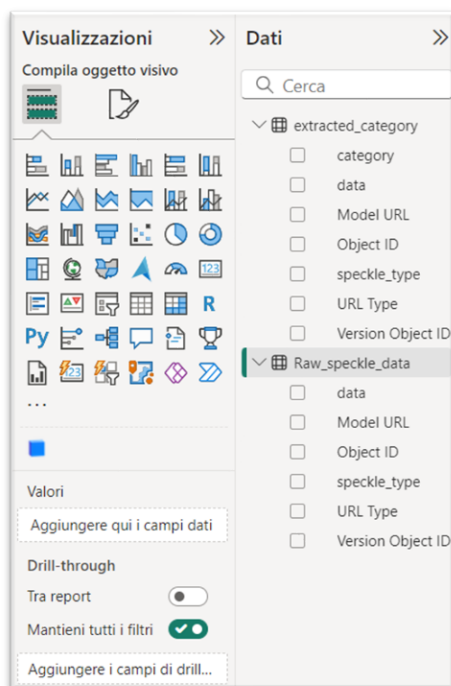 Visualizzazioni
Compila oggetto visivo
123
R
Py
123
...
Valori
Aggiungere qui i campi dati
Drill-through
Tra report
Mantieni tutti i filtri
Aggiungere i campi di drill...
Dati
Cerca
extracted_category
category
data
Model URL
Object ID
speckle_type
URL Type
Version Object ID
Raw_speckle_data
data
Model URL
Object ID
speckle_type
URL Type
Version Object ID